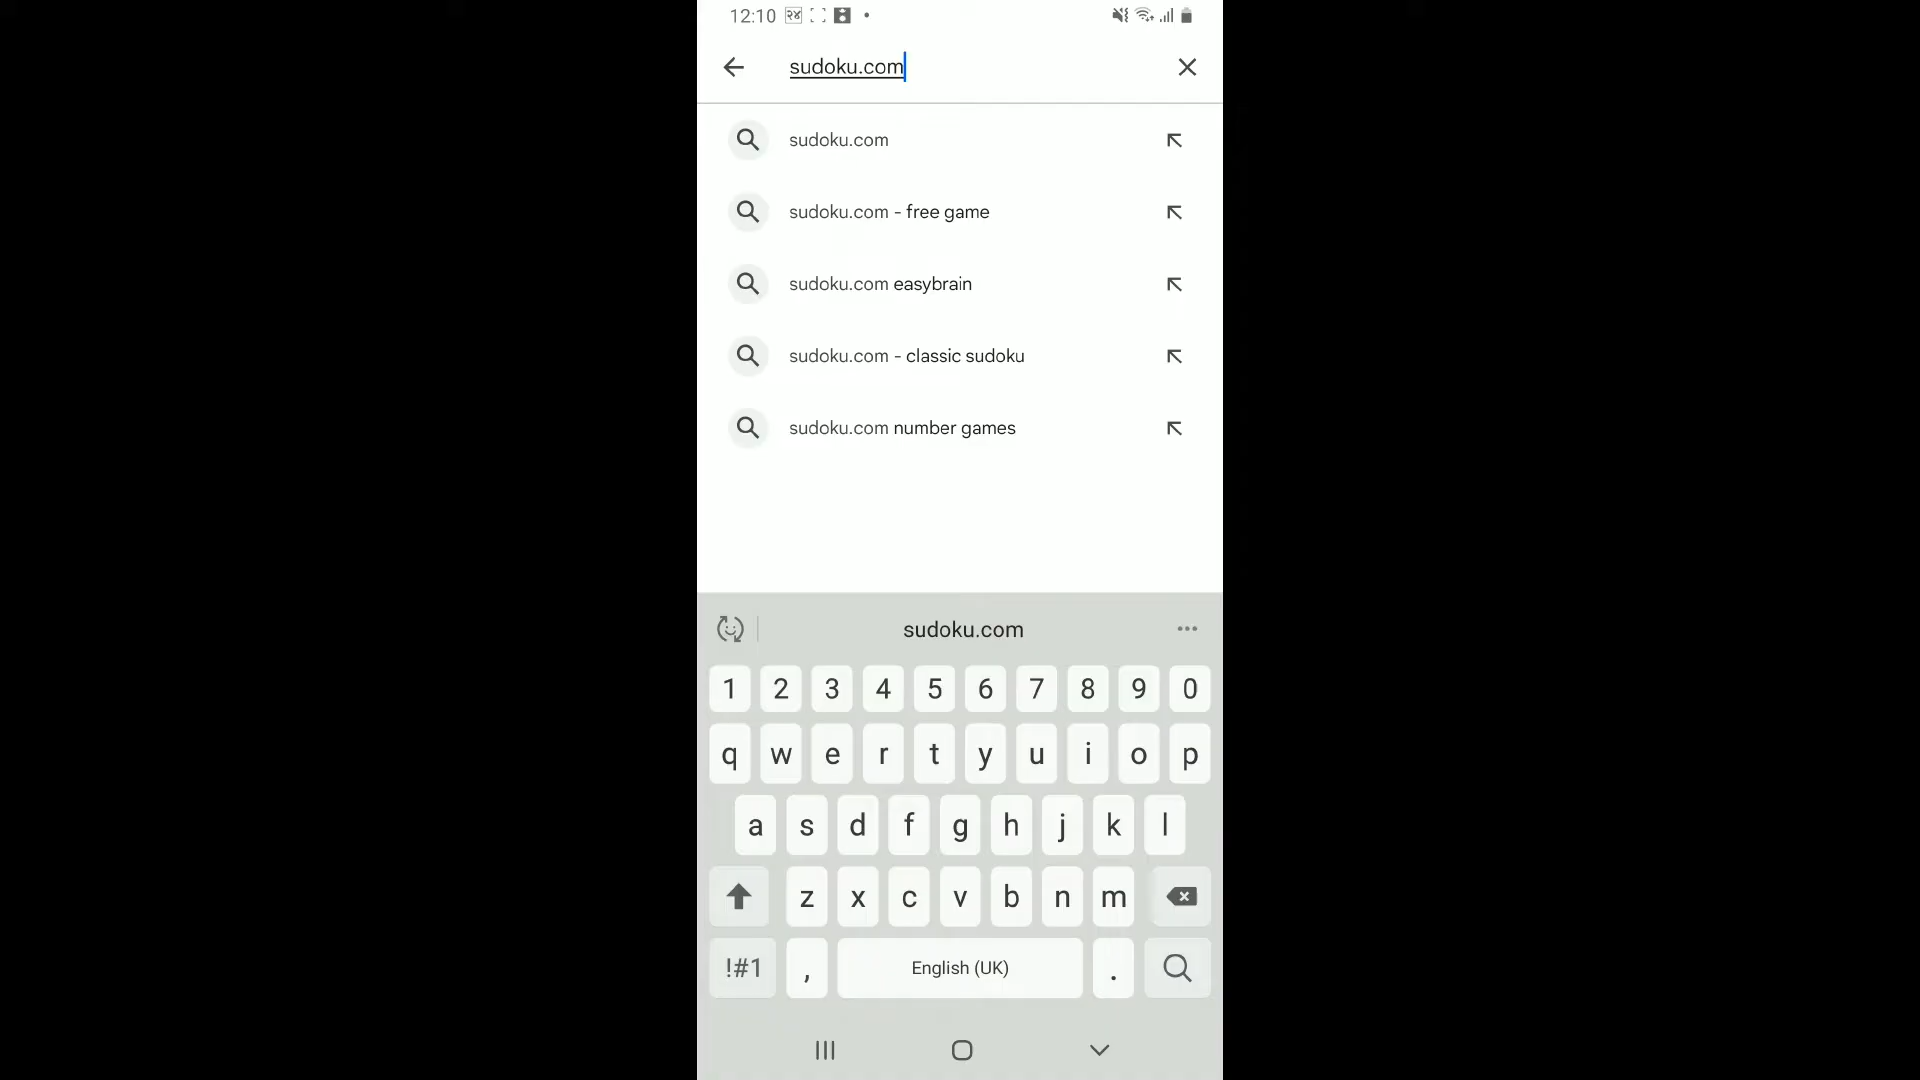 12:10 २४
sudoku.com
sudoku.com
sudoku.com - free game
sudoku.com easybrain
sudoku.com - classic sudoku
sudoku.com number games
sudoku.com
1 2 3 4 5 6 7 8 9 0
q w e r t y u i o p
a s d f g h j k l
z x c v b n m
!#1 , English (UK) .